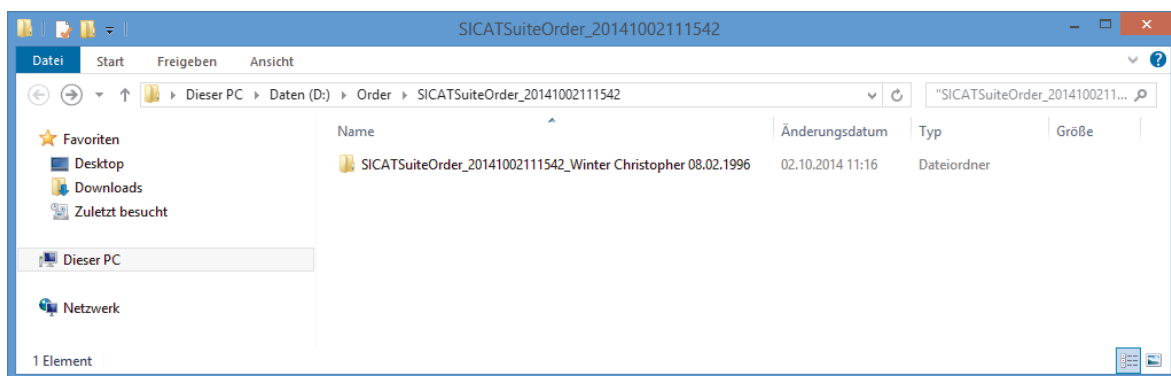 SICATSuiteOrder_20141002111542
Datei Start Freigeben Ansicht
Dieser PC Daten (D:) Order SICATSuiteOrder_20141002111542 "SICATSuiteOrder_2014100211...
Name Änderungsdatum Typ Größe
Favoriten
Desktop
Downloads
Zuletzt besucht
Dieser PC
Netzwerk
SICATSuiteOrder_20141002111542_Winter Christopher 08.02.1996 02.10.2014 11:16 Dateiordner
1 Element